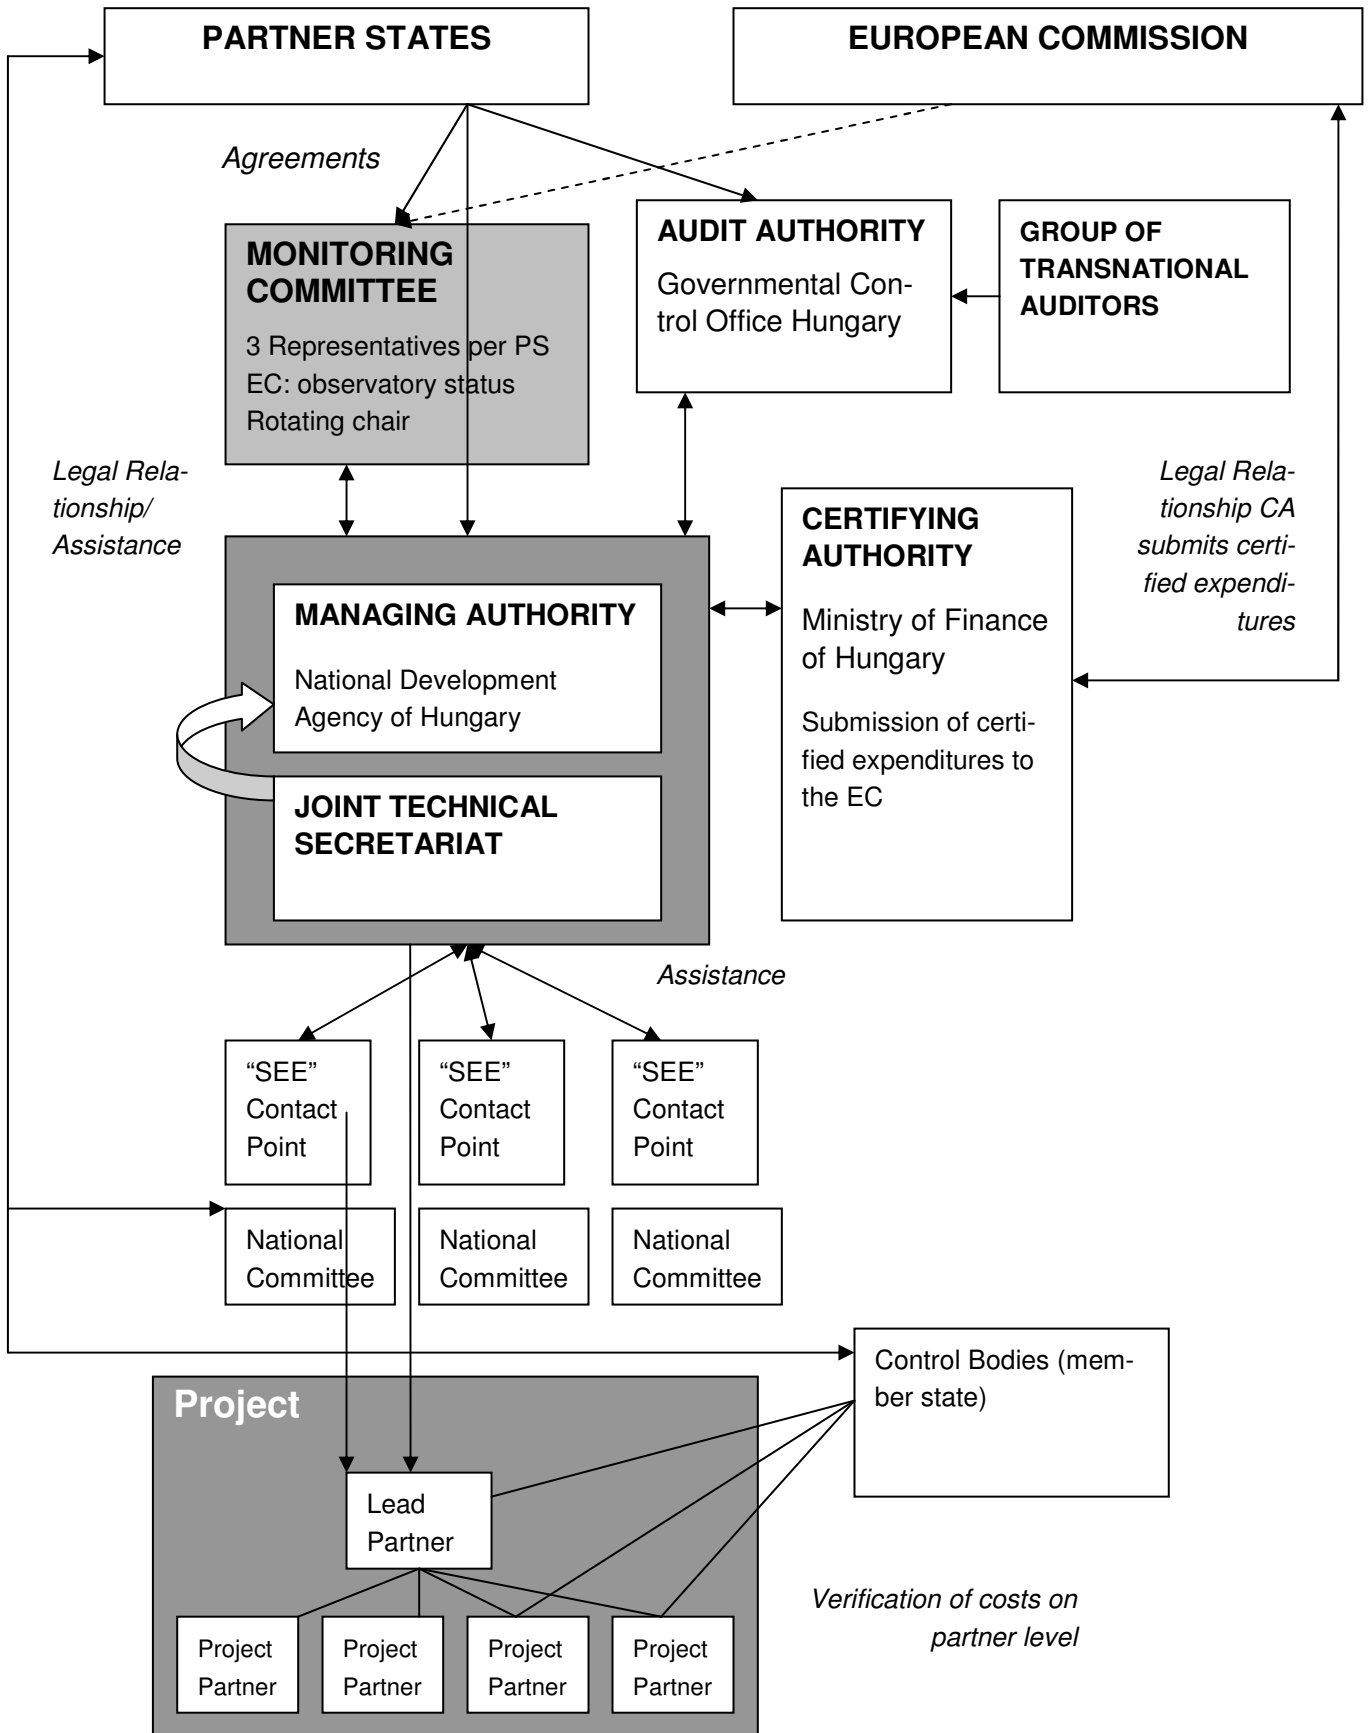 PARTNER STATES
EUROPEAN COMMISSION
Agreements
MONITORING
COMMITTEE
3 Representatives per PS
EC: observatory status
Rotating chair
AUDIT AUTHORITY
Governmental Con-
trol Office Hungary
GROUP OF
TRANSNATIONAL
AUDITORS
Legal Rela-
tionship/
Assistance
Legal Rela-
tionship CA
submits certi-
fied expendi-
tures
CERTIFYING
AUTHORITY
Ministry of Finance
of Hungary
Submission of certi-
fied expenditures to
the EC
MANAGING AUTHORITY
National Development
Agency of Hungary
JOINT TECHNICAL
SECRETARIAT
Assistance
“SEE”
Contact
Point
“SEE”
Contact
Point
“SEE”
Contact
Point
National
Committee
National
Committee
National
Committee
Control Bodies (mem-
ber state)
Project
Lead
Partner
Project
Partner
Project
Partner
Project
Partner
Project
Partner
Verification of costs on
partner level